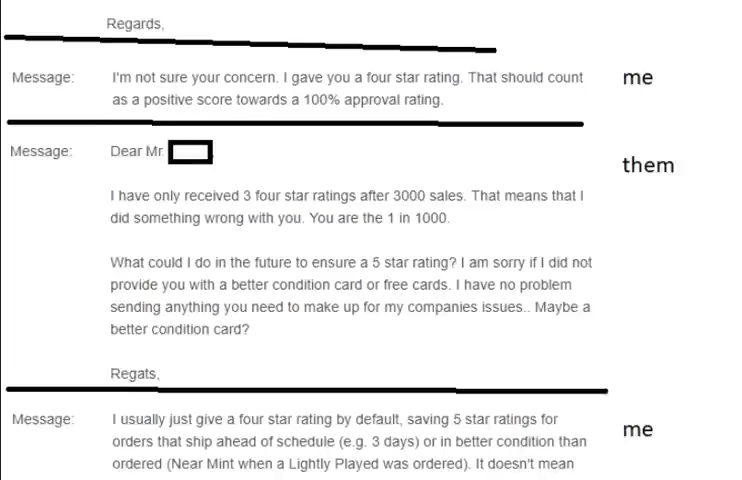 Regards,
Message: I'm not sure your concern. I gave you a four star rating. That should count me
as a positive score towards a 100% approval rating.
Message: Dear Mr. them
I have only received 3 four star ratings after 3000 sales. That means that I
did something wrong with you. You are the 1 in 1000.
What could I do in the future to ensure a 5 star rating? I am sorry if I did not
provide you with a better condition card or free cards. I have no problem
sending anything you need to make up for my companies issues.. Maybe a
better condition card?
Regats,
Message: I usually just give a four star rating by default, saving 5 star ratings for me
orders that ship ahead of schedule (e.g. 3 days) or in better condition than
ordered (Near Mint when a Lightly Played was ordered). It doesn't mean